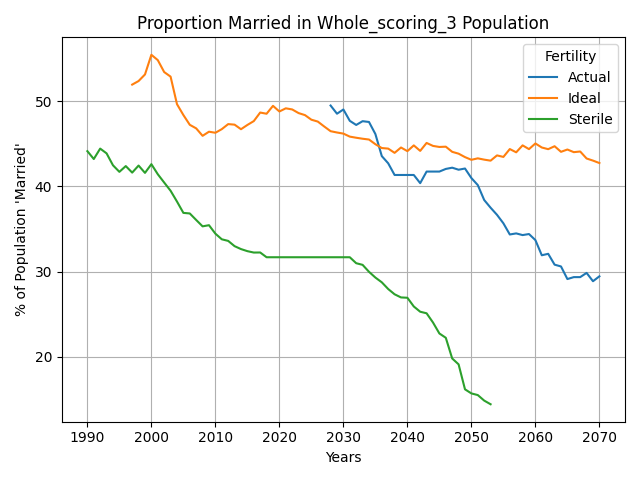 Proportion Married in Whole_scoring_3 Population
% of Population 'Married'
50
40
30
20
Fertility
Actual
Ideal
Sterile
1990 2000 2010 2020 2030 2040 2050 2060 2070
Years